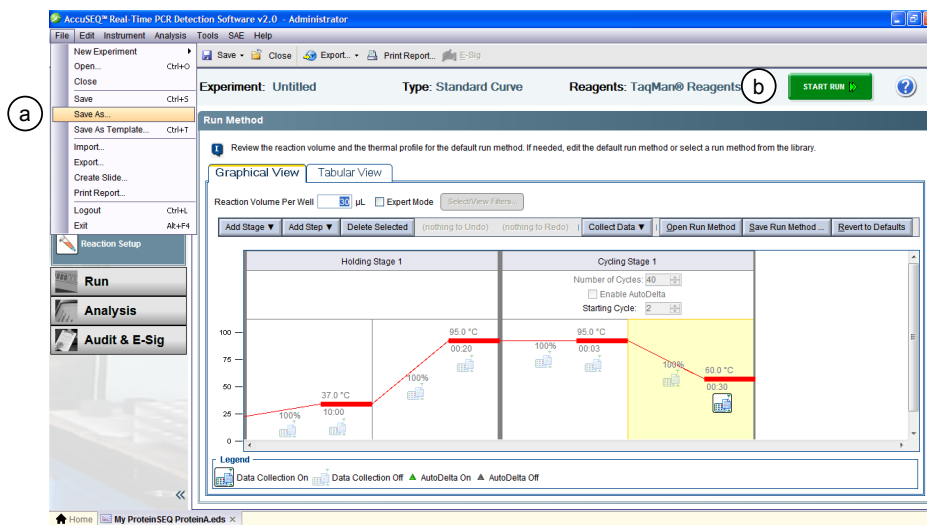 AccuSEQ™ Real-Time PCR Detection Software v2.0 - Administrator
File Edit Instrument Analysis Tools SAE Help
New Experiment
Open... Ctrl+O
Close
Save Ctrl+S
Save As...
Save As Template... Ctrl+T
Import...
Export...
Create Slide...
Print Report...
Logout Ctrl+L
Exit Alt+F4
a
Save Close Export... Print Report... E-Sig
Experiment: Untitled Type: Standard Curve Reagents: TaqMan® Reagents
b
START RUN
?
Run Method
Review the reaction volume and the thermal profile for the default run method. If needed, edit the default run method or select a run method from the library.
Graphical View Tabular View
Reaction Volume Per Well 30 µL Expert Mode Select/View Filters...
Add Stage ▼ Add Step ▼ Delete Selected (nothing to Undo) (nothing to Redo) Collect Data ▼ Open Run Method Save Run Method ... Revert to Defaults
Reaction Setup
Run
Analysis
Audit & E-Sig
Holding Stage 1 Cycling Stage 1
Number of Cycles: 40
Enable AutoDelta
Starting Cycle: 2
100
75
50
25
0
100%
37.0 °C
10:00
100%
95.0 °C
00:20
100%
95.0 °C
00:03
100%
60.0 °C
00:30
Legend
Data Collection On Data Collection Off ▲ AutoDelta On ▲ AutoDelta Off
«
Home My ProteinSEQ ProteinA.eds ×